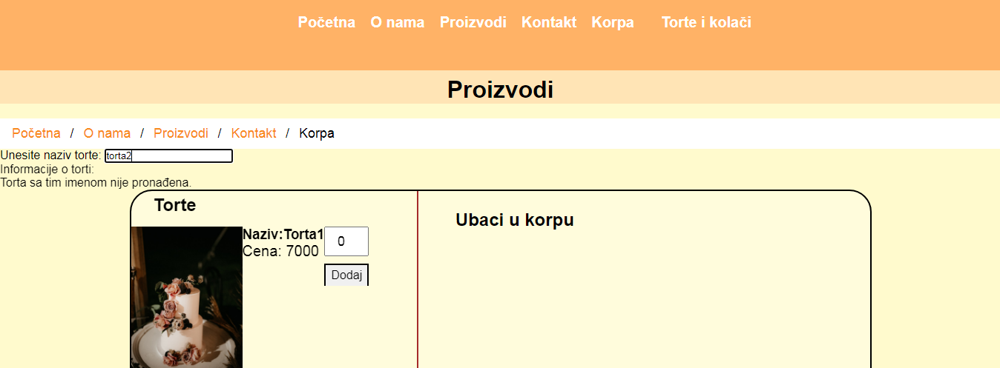 Početna O nama Proizvodi Kontakt Korpa Torte i kolači
Proizvodi
Početna / O nama / Proizvodi / Kontakt / Korpa
Unesite naziv torte: torta2
Informacije o torti:
Torta sa tim imenom nije pronađena.
Torte
Naziv:Torta1
Cena: 7000
0
Dodaj
Ubaci u korpu